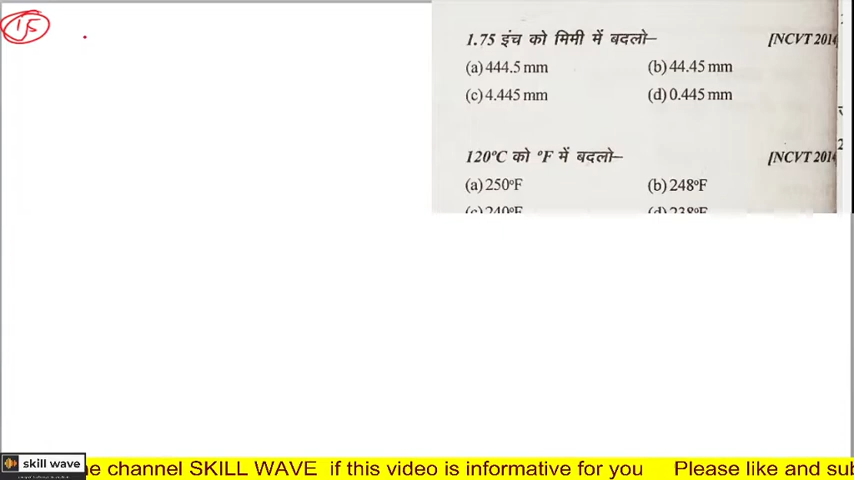 15
1.75 इंच को मिमी में बदलो– [NCVT 2014
(a) 444.5 mm (b) 44.45 mm
(c) 4.445 mm (d) 0.445 mm
120°C को °F में बदलो– [NCVT 2014
(a) 250°F (b) 248°F
(c) 240°F (d) 238°F
skill wave
e channel SKILL WAVE if this video is informative for you Please like and sub